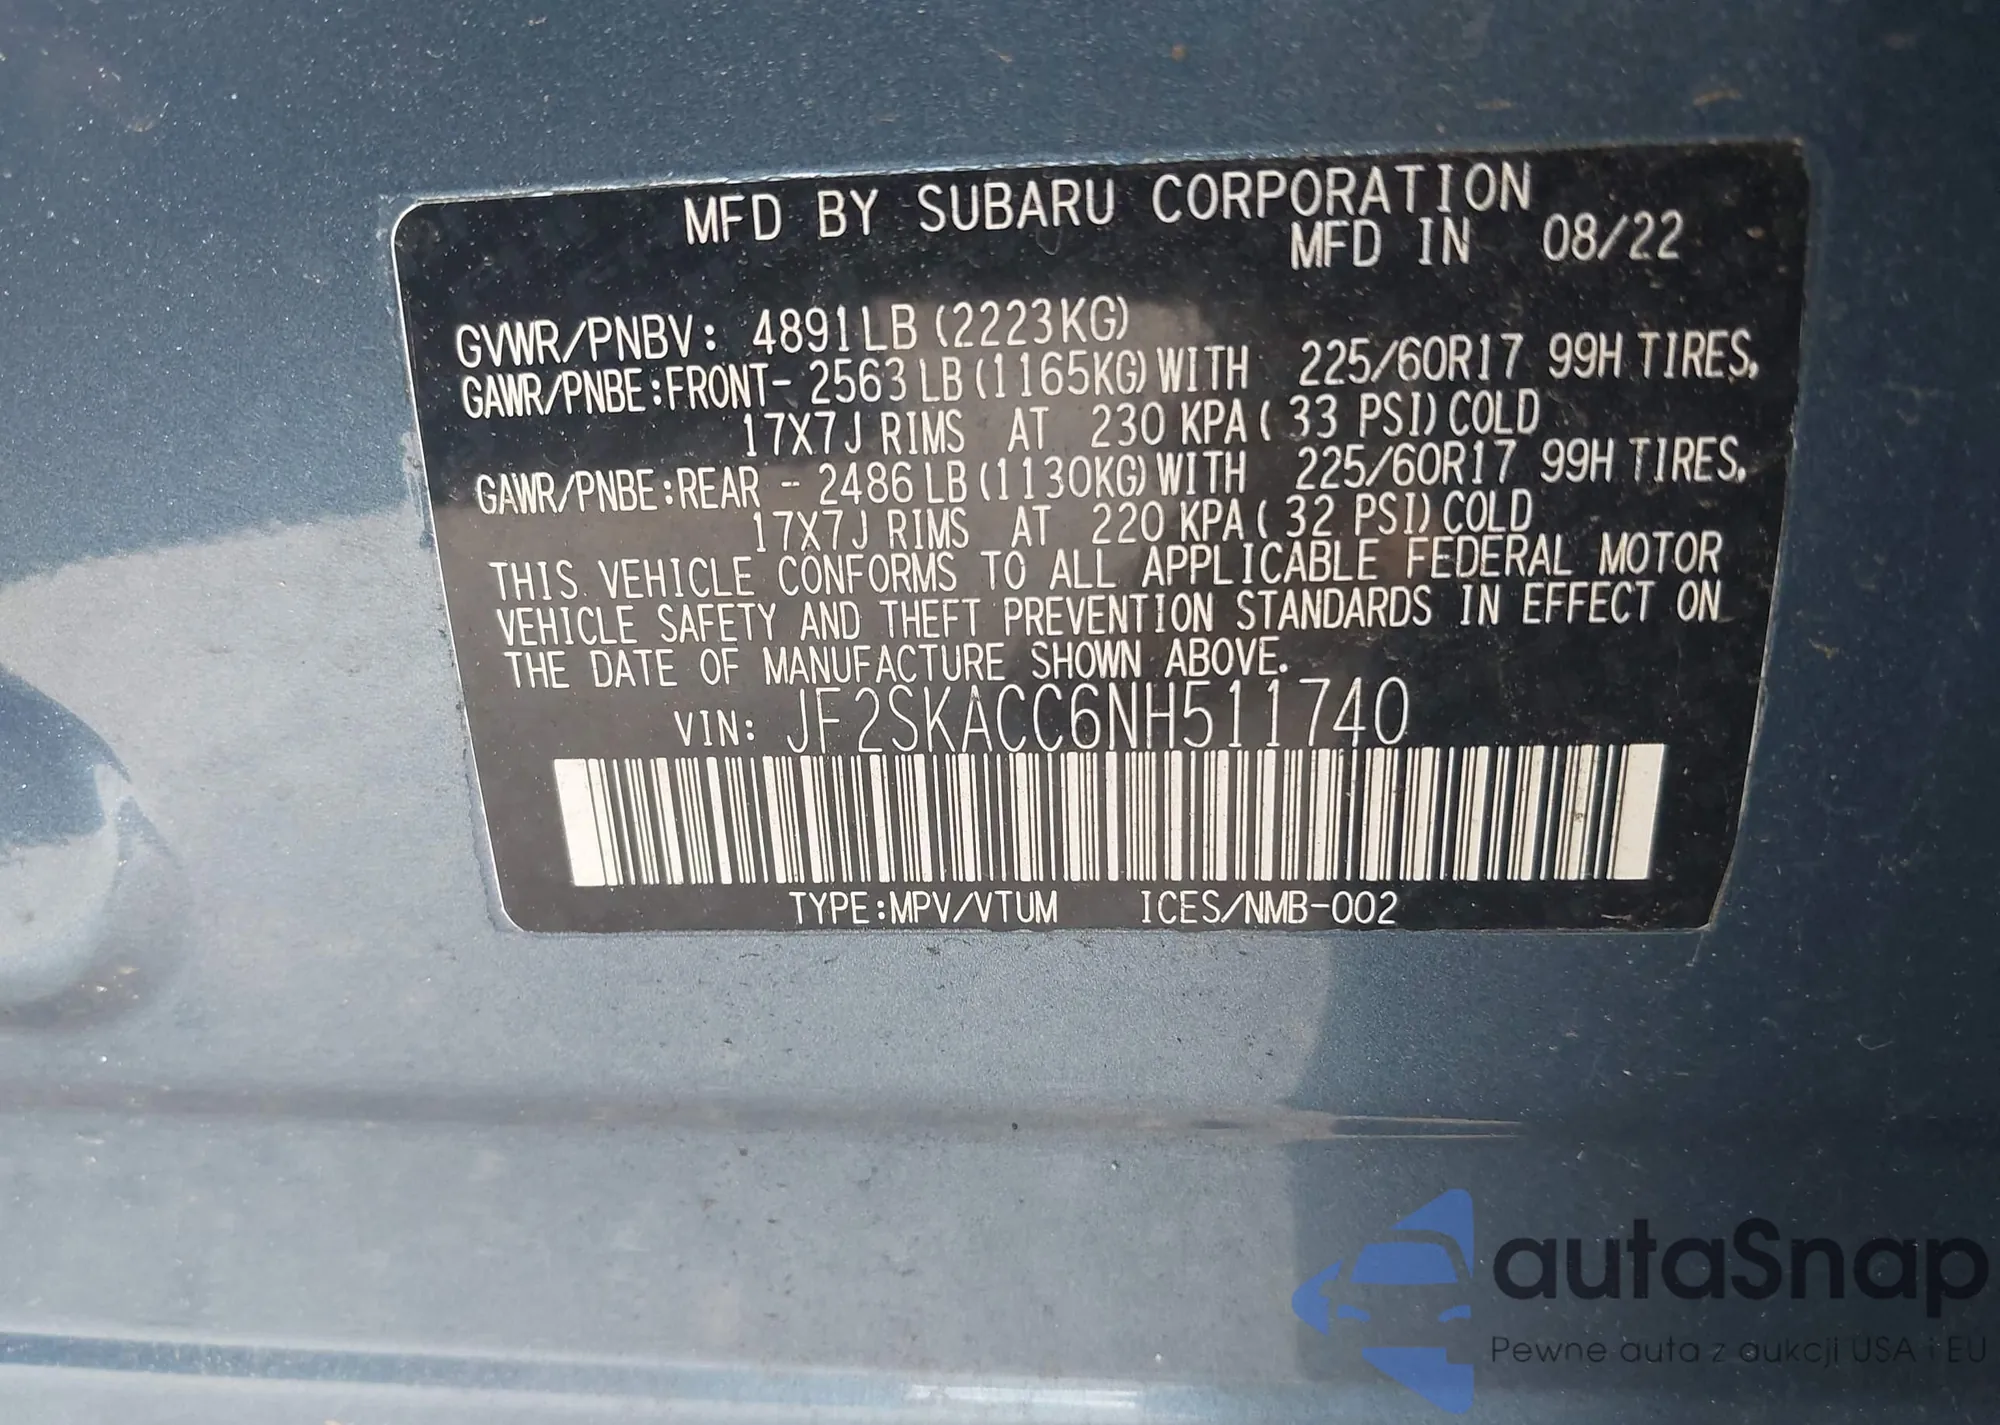 MFD BY SUBARU CORPORATION
MFD IN 08/22
GVWR/PNBV: 4891LB (2223KG)
GAWR/PNBE:FRONT- 2563LB (1165KG) WITH 225/60R17 99H TIRES,
17X7J RIMS AT 230 KPA ( 33 PSI) COLD
GAWR/PNBE:REAR - 2486LB (1130KG) WITH 225/60R17 99H TIRES,
17X7J RIMS AT 220 KPA ( 32 PSI) COLD
THIS VEHICLE CONFORMS TO ALL APPLICABLE FEDERAL MOTOR
VEHICLE SAFETY AND THEFT PREVENTION STANDARDS IN EFFECT ON
THE DATE OF MANUFACTURE SHOWN ABOVE.
VIN: JF2SKACC6NH511740
TYPE:MPV/VTUM ICES/NMB-002
autaSnap
Pewne auta z aukcji USA i EU